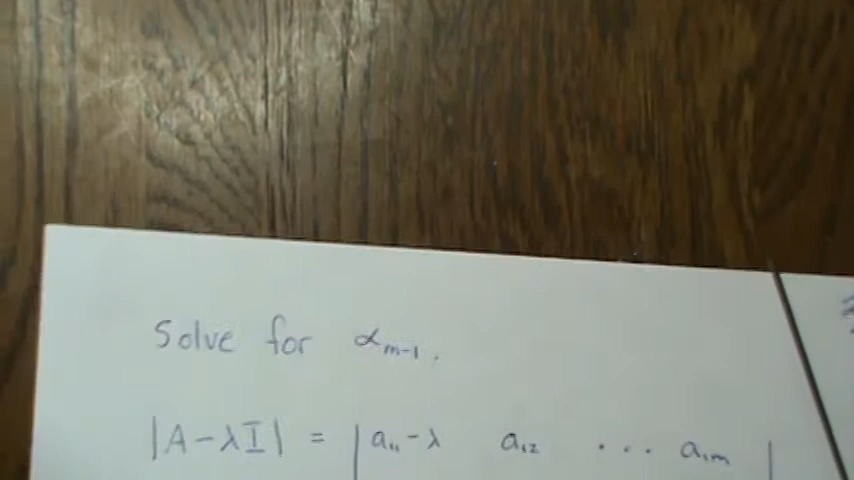 Solve for αₘ₋₁.
|A-λI| = | a₁₁-λ a₁₂ ... a₁ₘ |